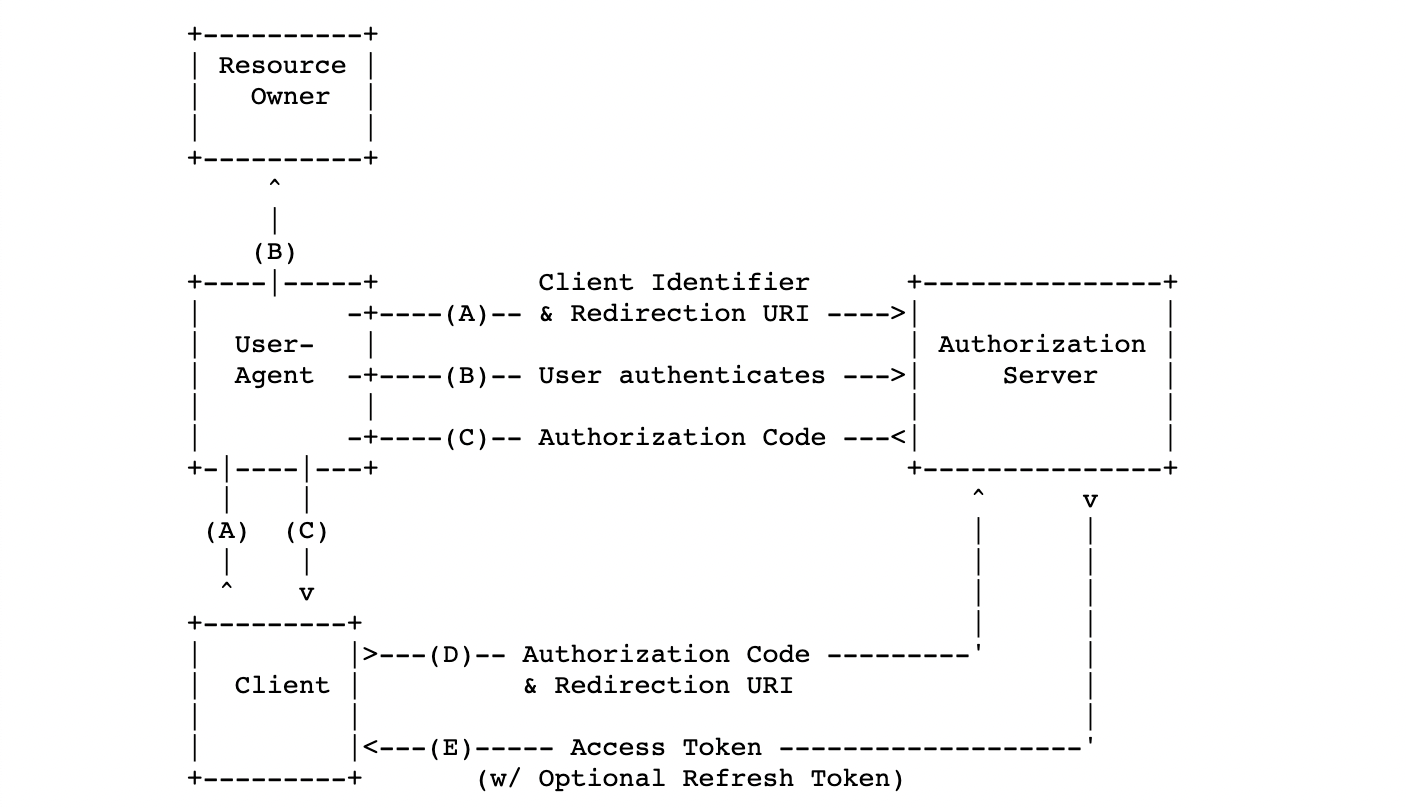 +----------+
| Resource |
|   Owner  |
|          |
+----------+
     ^
     |
    (B)
+----|-----+          Client Identifier      +---------------+
|         -+----(A)-- & Redirection URI ---->|               |
|  User-   |                                 | Authorization |
|  Agent  -+----(B)-- User authenticates --->|     Server    |
|          |                                 |               |
|         -+----(C)-- Authorization Code ---<|               |
+-|----|---+                                 +---------------+
  |    |                                         ^      v
 (A)  (C)                                        |      |
  |    |                                         |      |
  ^    v                                         |      |
+---------+                                      |      |
|         |>---(D)-- Authorization Code ---------'      |
|  Client |          & Redirection URI                  |
|         |                                             |
|         |<---(E)----- Access Token -------------------'
+---------+       (w/ Optional Refresh Token)